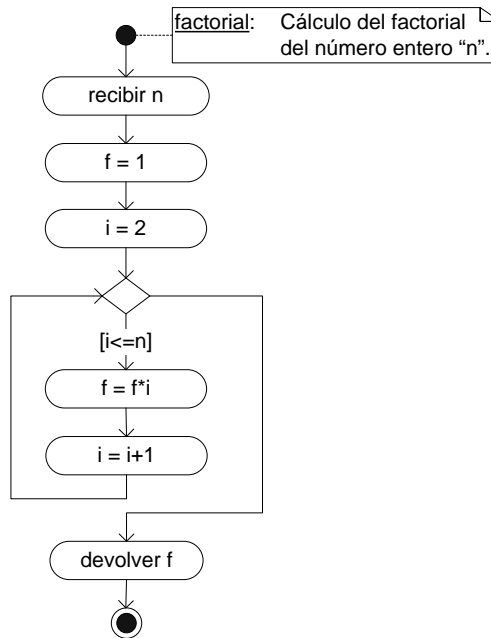 factorial: Cálculo del factorial
del número entero “n”.
recibir n
f = 1
i = 2
[i<=n]
f = f*i
i = i+1
devolver f